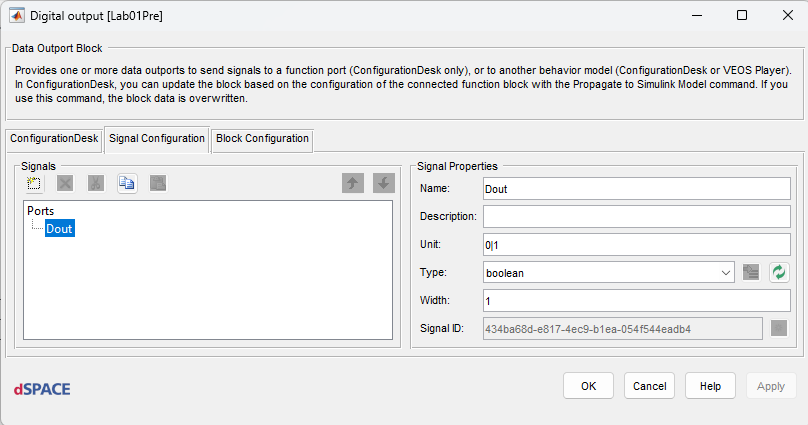 Digital output [Lab01Pre]
Data Outport Block
Provides one or more data outports to send signals to a function port (ConfigurationDesk only), or to another behavior model (ConfigurationDesk or VEOS Player).
In ConfigurationDesk, you can update the block based on the configuration of the connected function block with the Propagate to Simulink Model command. If you
use this command, the block data is overwritten.
ConfigurationDesk Signal Configuration Block Configuration
Signals
Ports
Dout
Signal Properties
Name: Dout
Description:
Unit: 0|1
Type: boolean
Width: 1
Signal ID: 434ba68d-e817-4ec9-b1ea-054f544eadb4
dSPACE
OK Cancel Help Apply